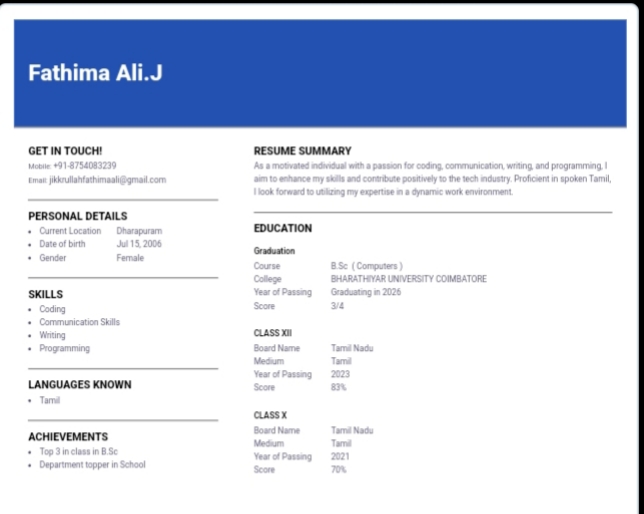 Fathima Ali.J
GET IN TOUCH!
Mobile: +91-8754083239
Email: jikkrullahfathimaali@gmail.com
PERSONAL DETAILS
• Current Location Dharapuram
• Date of birth Jul 15, 2006
• Gender Female
SKILLS
• Coding
• Communication Skills
• Writing
• Programming
LANGUAGES KNOWN
• Tamil
ACHIEVEMENTS
• Top 3 in class in B.Sc
• Department topper in School
RESUME SUMMARY
As a motivated individual with a passion for coding, communication, writing, and programming, I
aim to enhance my skills and contribute positively to the tech industry. Proficient in spoken Tamil,
I look forward to utilizing my expertise in a dynamic work environment.
EDUCATION
Graduation
Course B.Sc ( Computers )
College BHARATHIYAR UNIVERSITY COIMBATORE
Year of Passing Graduating in 2026
Score 3/4
CLASS XII
Board Name Tamil Nadu
Medium Tamil
Year of Passing 2023
Score 83%
CLASS X
Board Name Tamil Nadu
Medium Tamil
Year of Passing 2021
Score 70%